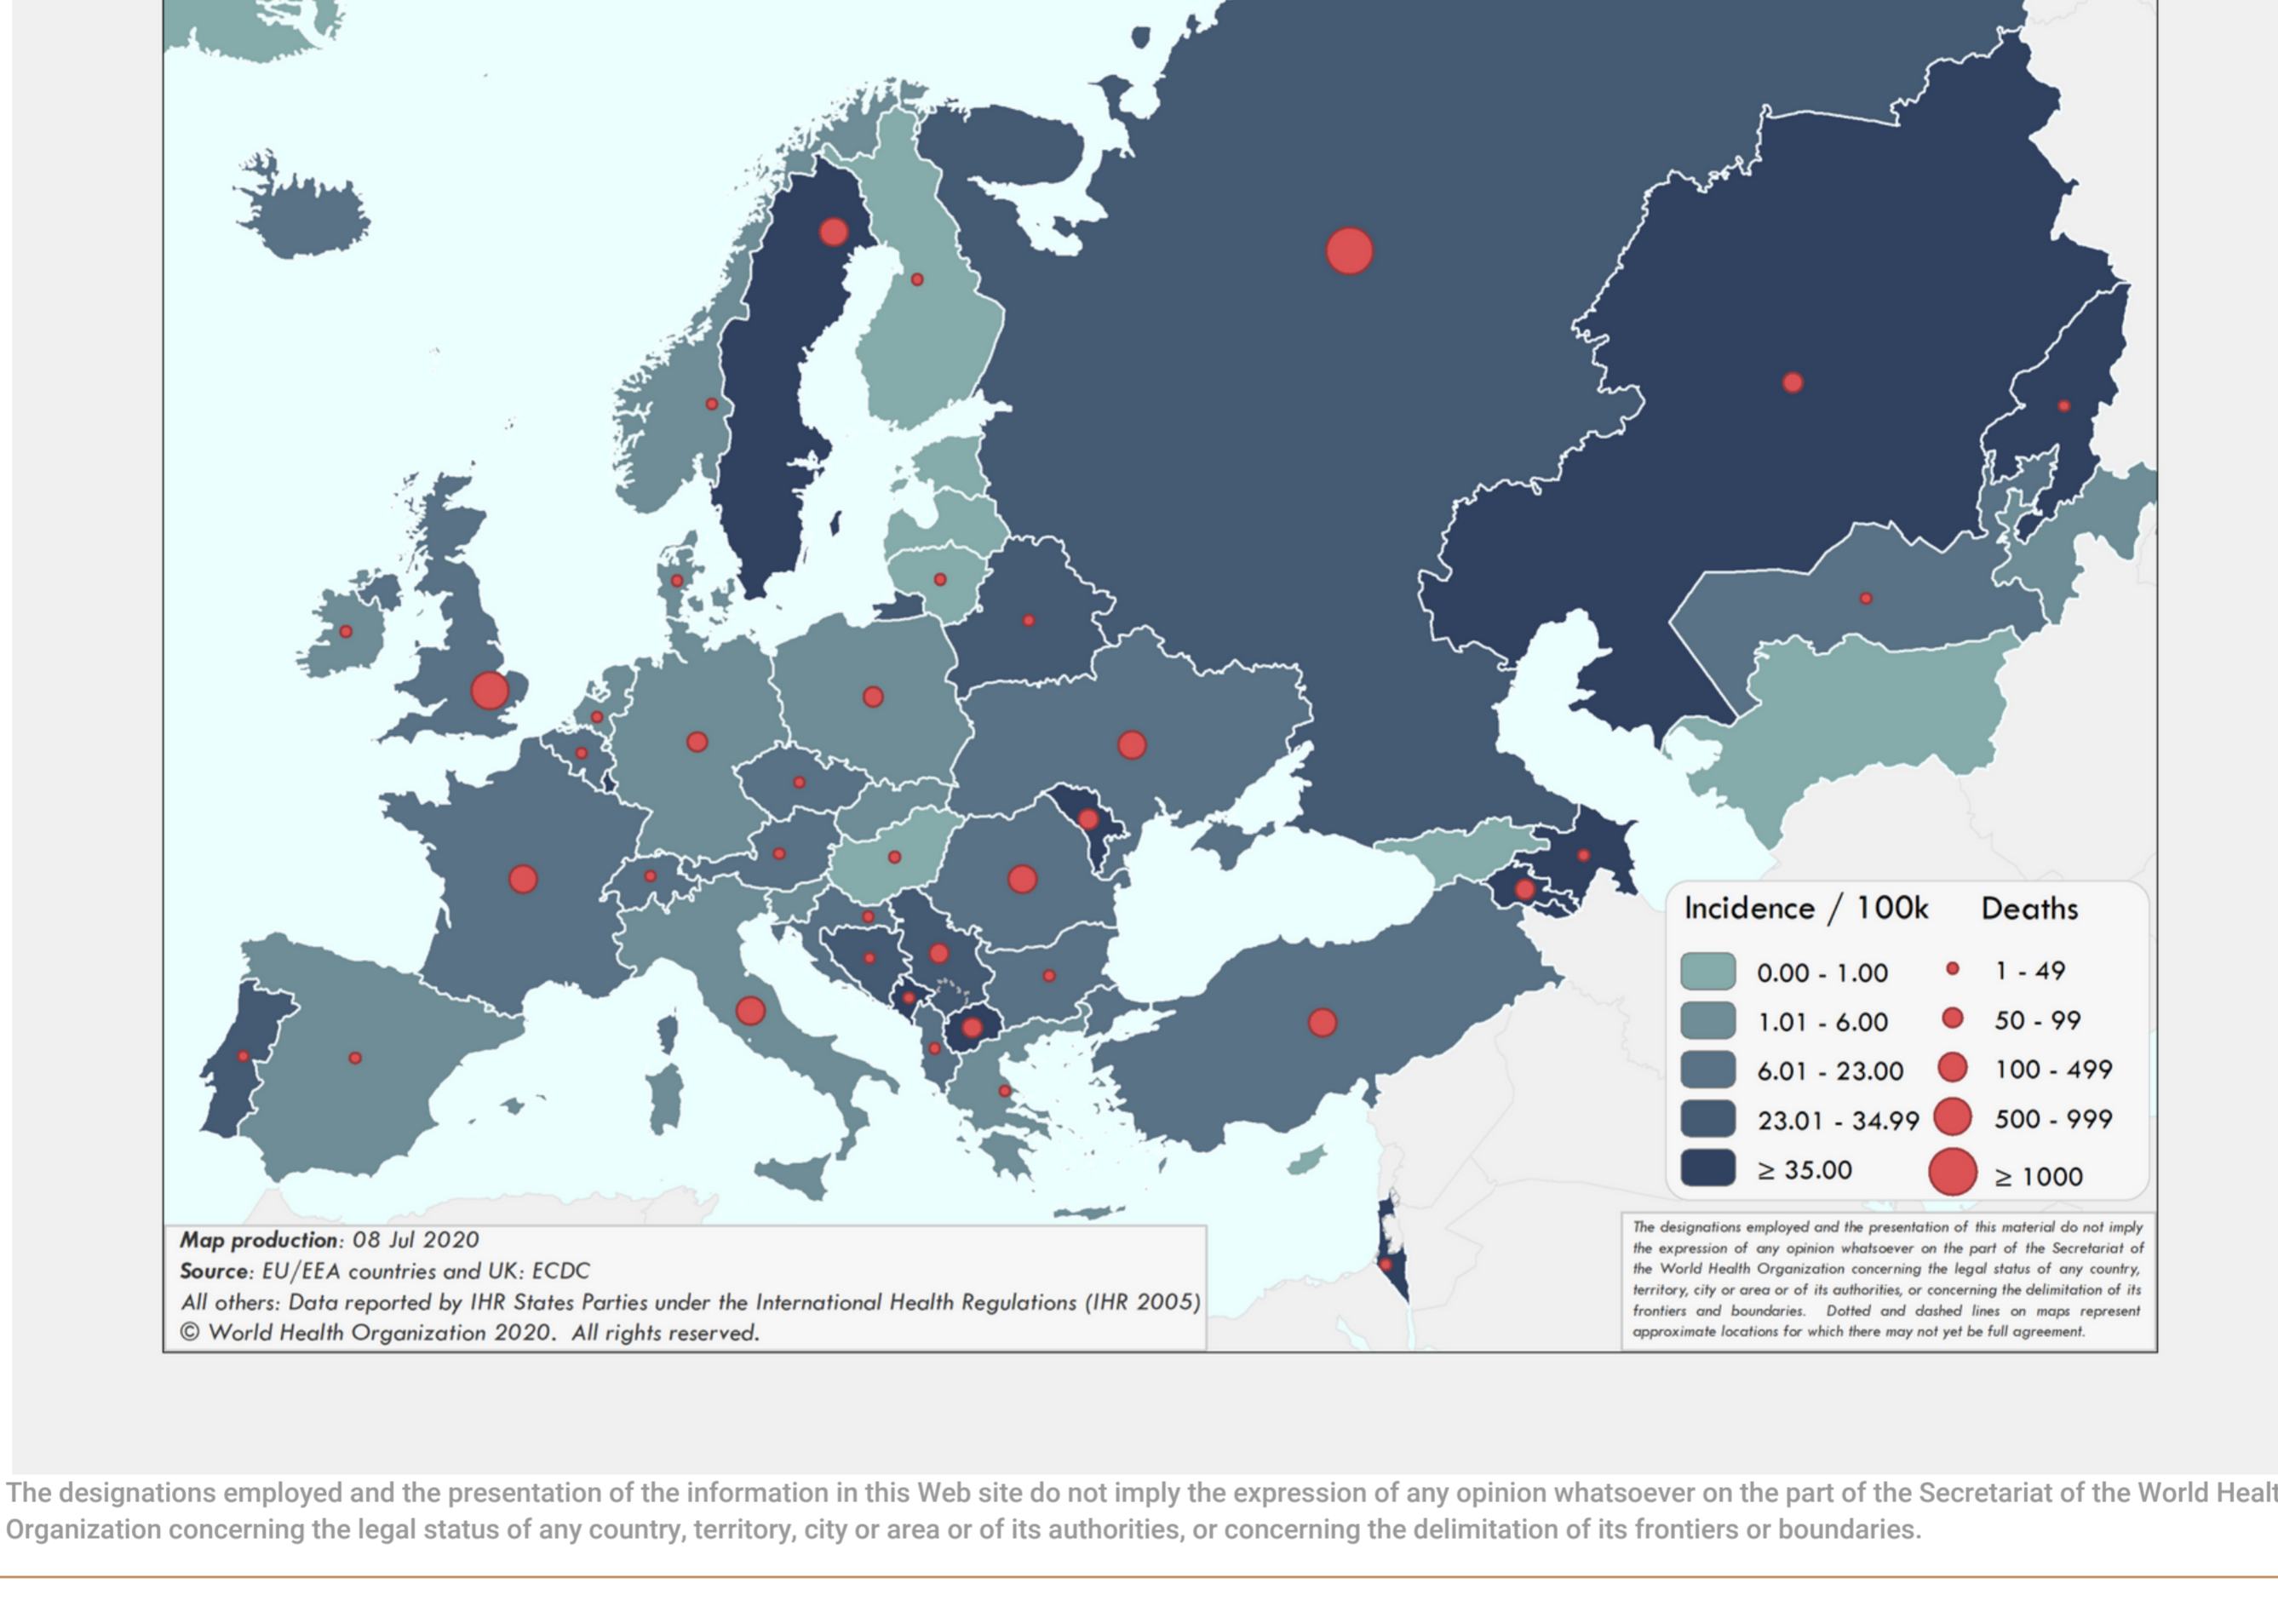 Incidence / 100k Deaths
0.00 - 1.00 1 - 49
1.01 - 6.00 50 - 99
6.01 - 23.00 100 - 499
23.01 - 34.99 500 - 999
≥ 35.00 ≥ 1000
Map production: 08 Jul 2020
Source: EU/EEA countries and UK: ECDC
All others: Data reported by IHR States Parties under the International Health Regulations (IHR 2005)
© World Health Organization 2020. All rights reserved.
The designations employed and the presentation of this material do not imply
the expression of any opinion whatsoever on the part of the Secretariat of
the World Health Organization concerning the legal status of any country,
territory, city or area or of its authorities, or concerning the delimitation of its
frontiers and boundaries. Dotted and dashed lines on maps represent
approximate locations for which there may not yet be full agreement.
The designations employed and the presentation of the information in this Web site do not imply the expression of any opinion whatsoever on the part of the Secretariat of the World Healt
Organization concerning the legal status of any country, territory, city or area or of its authorities, or concerning the delimitation of its frontiers or boundaries.